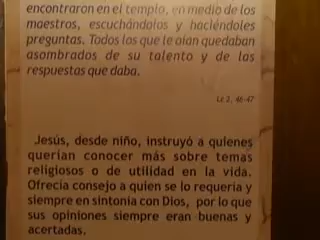 encontraron en el templo, en medio de los
maestros, escuchándolos y haciéndoles
preguntas. Todos los que le oían quedaban
asombrados de su talento y de las
respuestas que daba.
Lc 2, 46-47
Jesús, desde niño, instruyó a quienes
querían conocer más sobre temas
religiosos o de utilidad en la vida.
Ofrecía consejo a quien se lo requería y
siempre en sintonía con Dios, por lo que
sus opiniones siempre eran buenas y
acertadas.